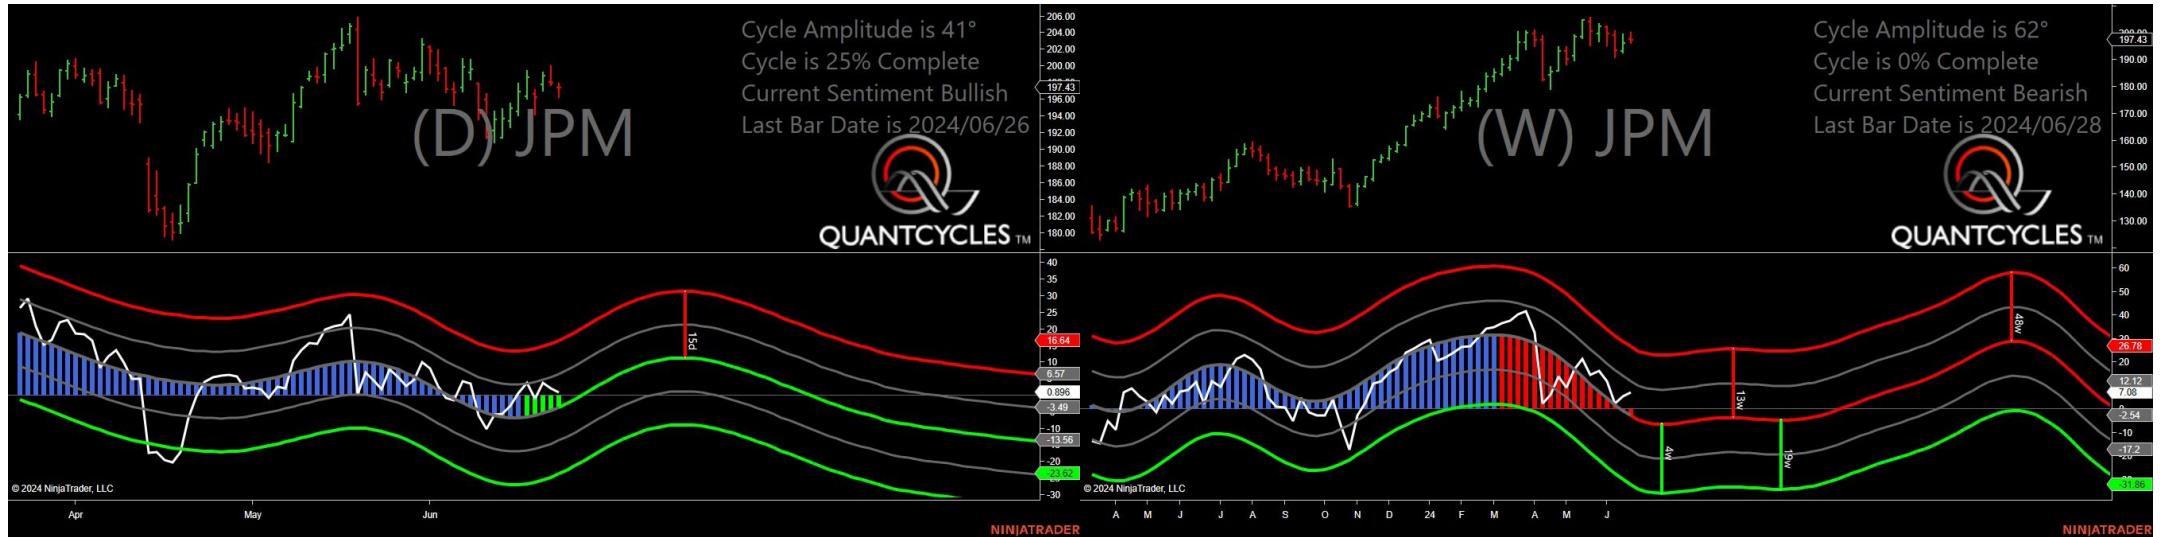 Cycle Amplitude is 41°
Cycle is 25% Complete
Current Sentiment Bullish
Last Bar Date is 2024/06/26
(D) JPM
QUANTCYCLES TM
206.00
204.00
202.00
200.00
197.43
196.00
194.00
192.00
190.00
188.00
186.00
184.00
182.00
180.00
40
35
30
25
20
16.64
10
6.57
0.896
-3.49
-10
-13.56
-20
-23.62
-30
15d
© 2024 NinjaTrader, LLC
Apr May Jun
NINJATRADER
Cycle Amplitude is 62°
Cycle is 0% Complete
Current Sentiment Bearish
Last Bar Date is 2024/06/28
(W) JPM
QUANTCYCLES TM
197.43
190.00
180.00
170.00
160.00
150.00
140.00
130.00
60
50
40
30
26.78
20
12.12
7.08
-2.54
-10
-17.2
-31.86
4w
13w
19w
48w
© 2024 NinjaTrader, LLC
A M J J A S O N D 24 F M A M J
NINJATRADER